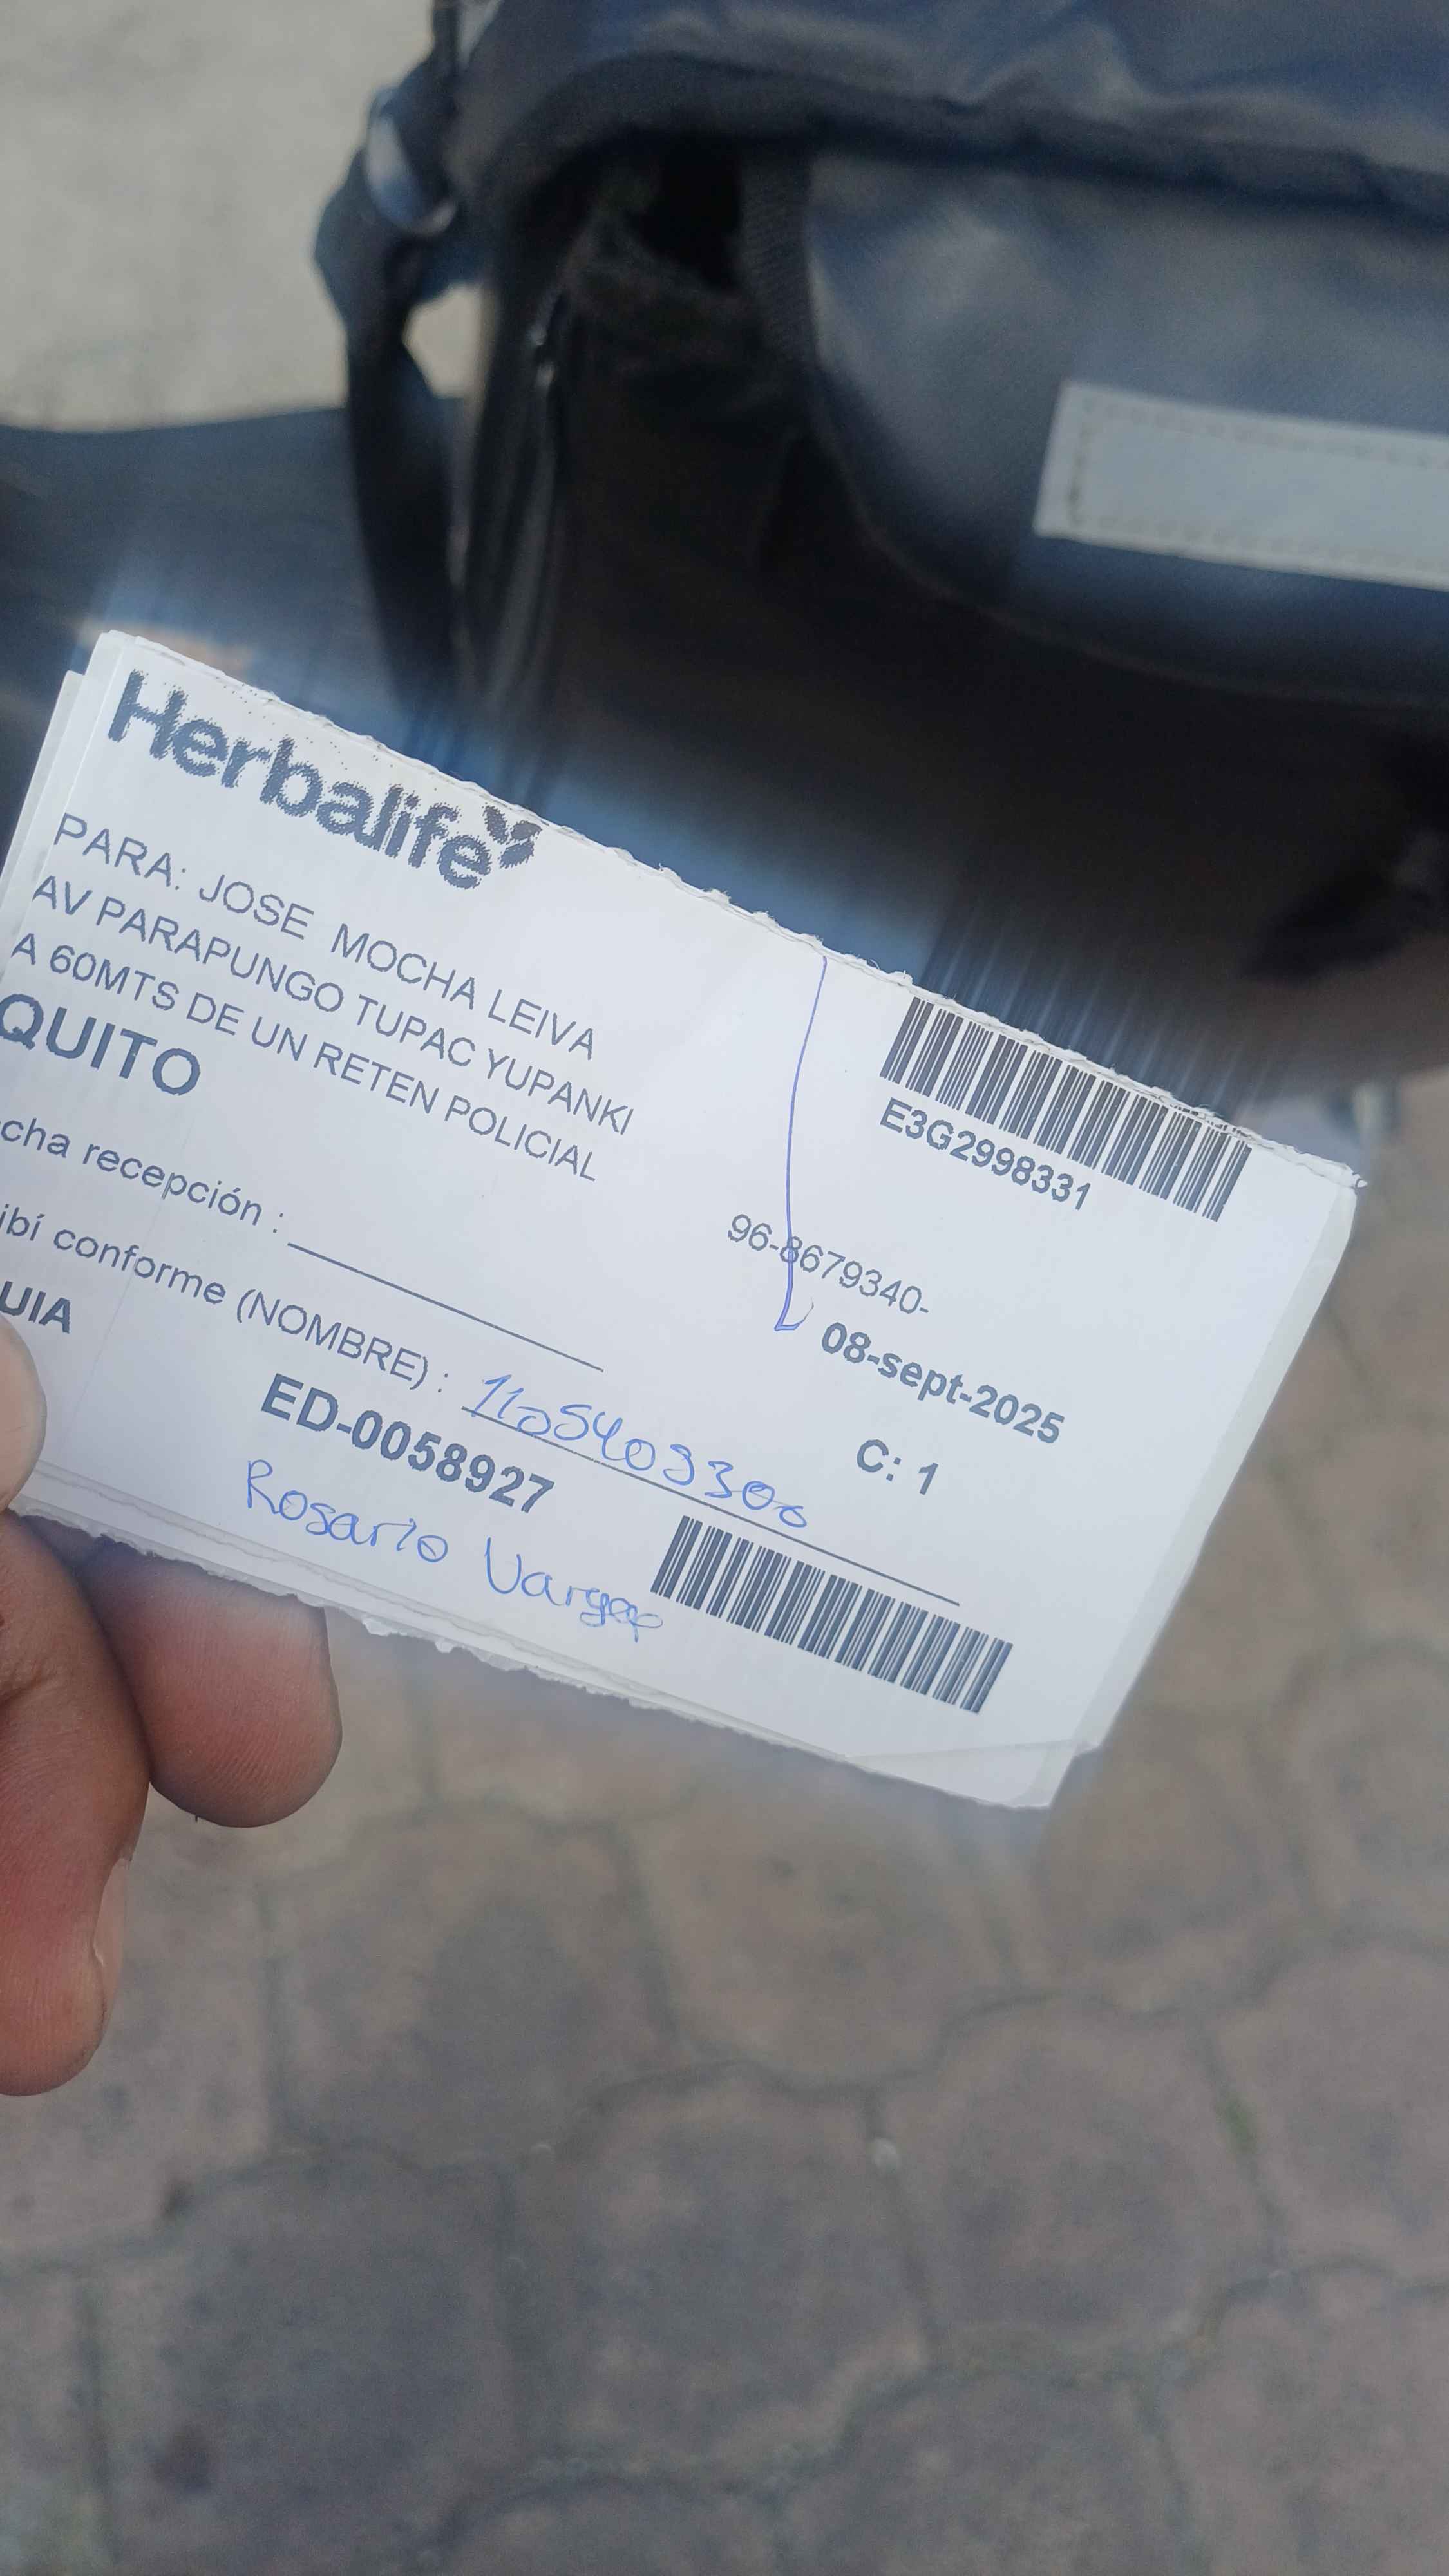 Herbalife
PARA: JOSE MOCHA LEIVA
AV PARAPUNGO TUPAC YUPANKI
A 60MTS DE UN RETEN POLICIAL
QUITO
E3G2998331
96-8679340-
08-sept-2025
cha recepción :
ibí conforme (NOMBRE) : 1105403300
C: 1
UIA
ED-0058927
Rosario Vargas